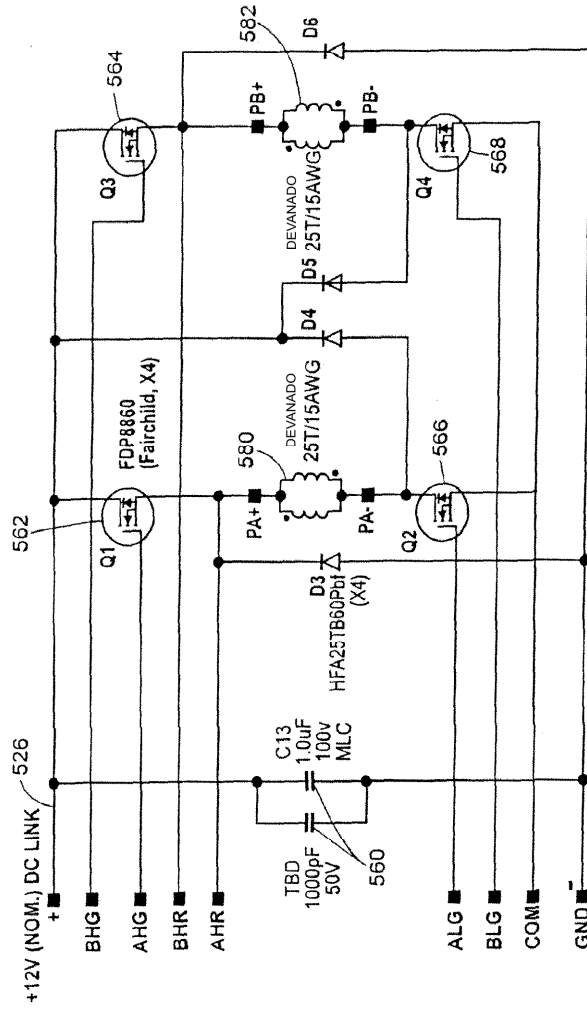 +12V (NOM.) DC LINK
526
+
BHG
AHG
BHR
AHR
ALG
BLG
COM
GND
-
TBD
1000pF
50V
560
C13
1.0uF
100v
MLC
562
Q1
FDP8860
(Fairchild, X4)
D3
HFA25TB60Pbf
(X4)
PA+
PA-
580
DEVANADO
25T/15AWG
Q2
566
D4
D5
DEVANADO
25T/15AWG
Q3
564
PB+
PB-
582
Q4
568
D6